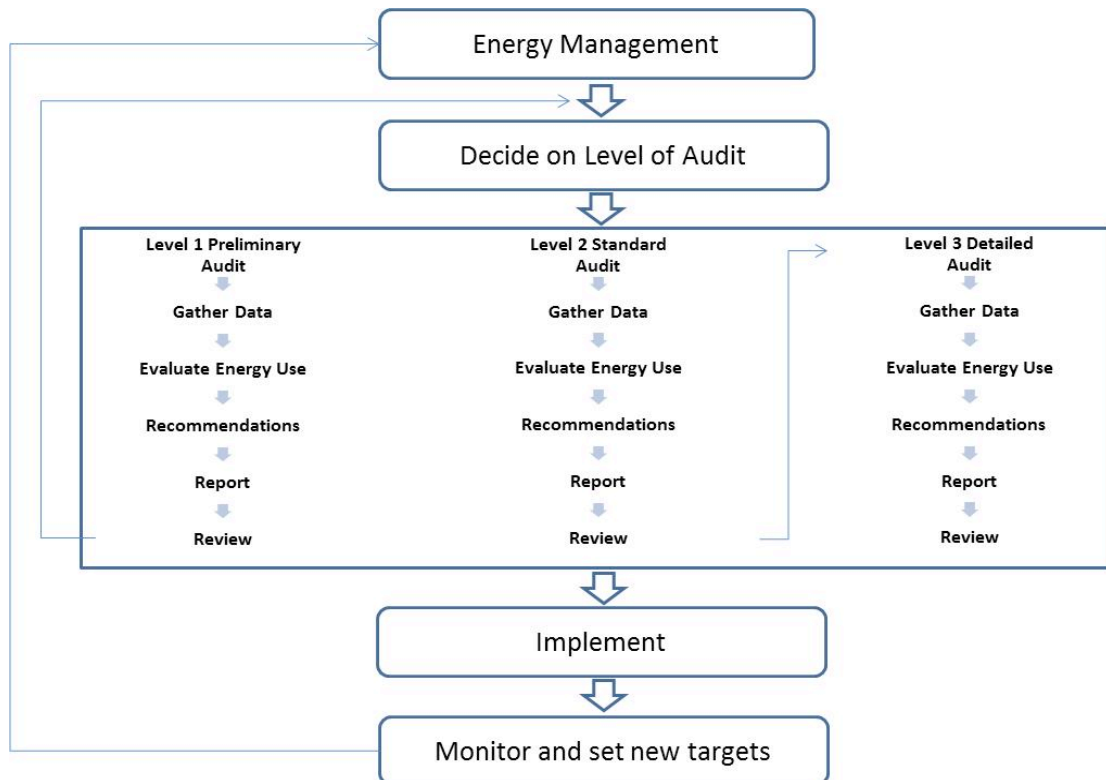 Energy Management
Decide on Level of Audit
Level 1 Preliminary
Audit
Gather Data
Evaluate Energy Use
Recommendations
Report
Review
Level 2 Standard
Audit
Gather Data
Evaluate Energy Use
Recommendations
Report
Review
Level 3 Detailed
Audit
Gather Data
Evaluate Energy Use
Recommendations
Report
Review
Implement
Monitor and set new targets